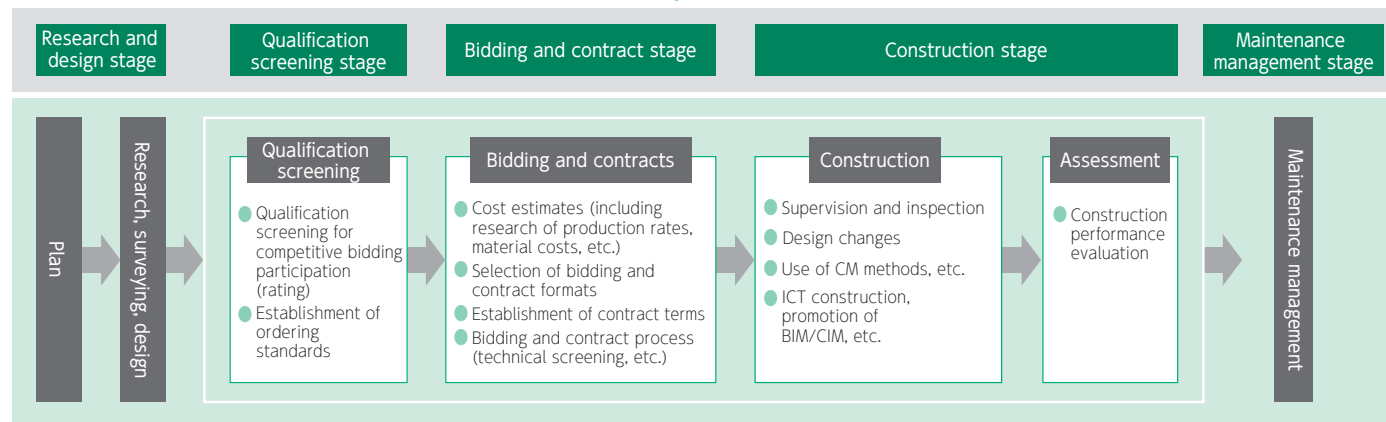 Research and
design stage
Qualification
screening stage
Bidding and contract stage
Construction stage
Maintenance
management stage
Plan
Research, surveying, design
Qualification
screening
Qualification
screening for
competitive bidding
participation
(rating)
Establishment of
ordering
standards
Bidding and contracts
Cost estimates (including
research of production rates,
material costs, etc.)
Selection of bidding and
contract formats
Establishment of contract terms
Bidding and contract process
(technical screening, etc.)
Construction
Supervision and inspection
Design changes
Use of CM methods, etc.
ICT construction,
promotion of
BIM/CIM, etc.
Assessment
Construction
performance
evaluation
Maintenance management